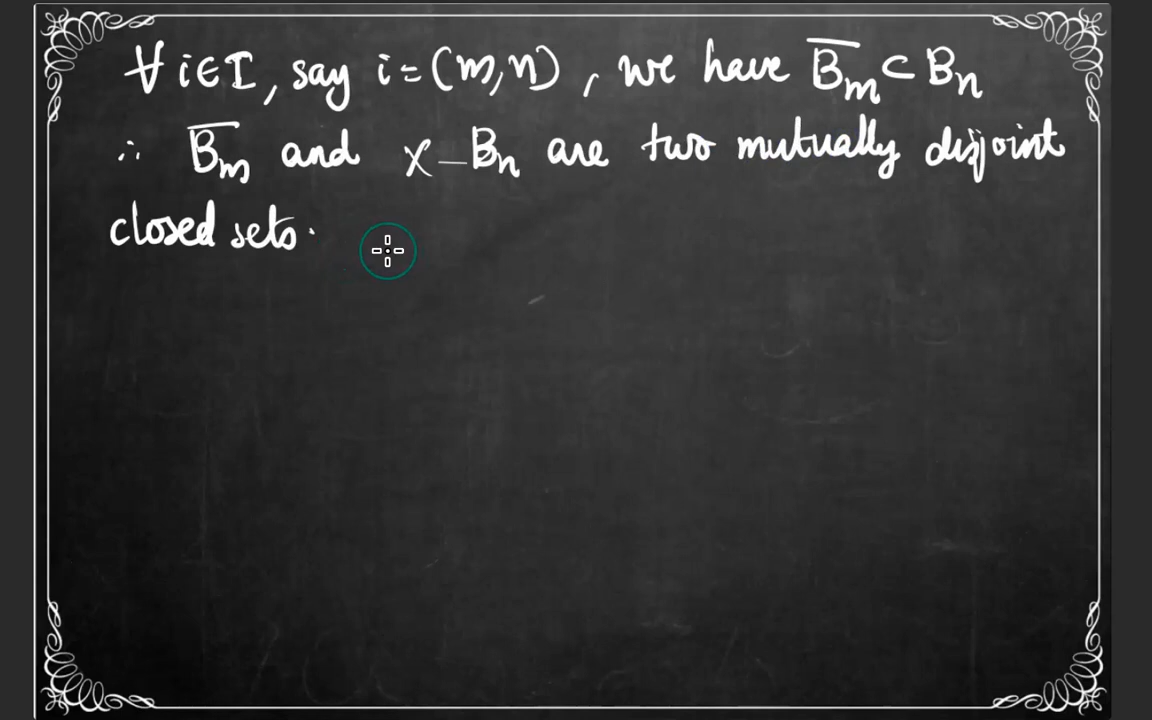 ∀ i∈I, say i=(m,n), we have B̅m ⊂ Bn
∴ B̅m and X–Bn are two mutually disjoint
closed sets.